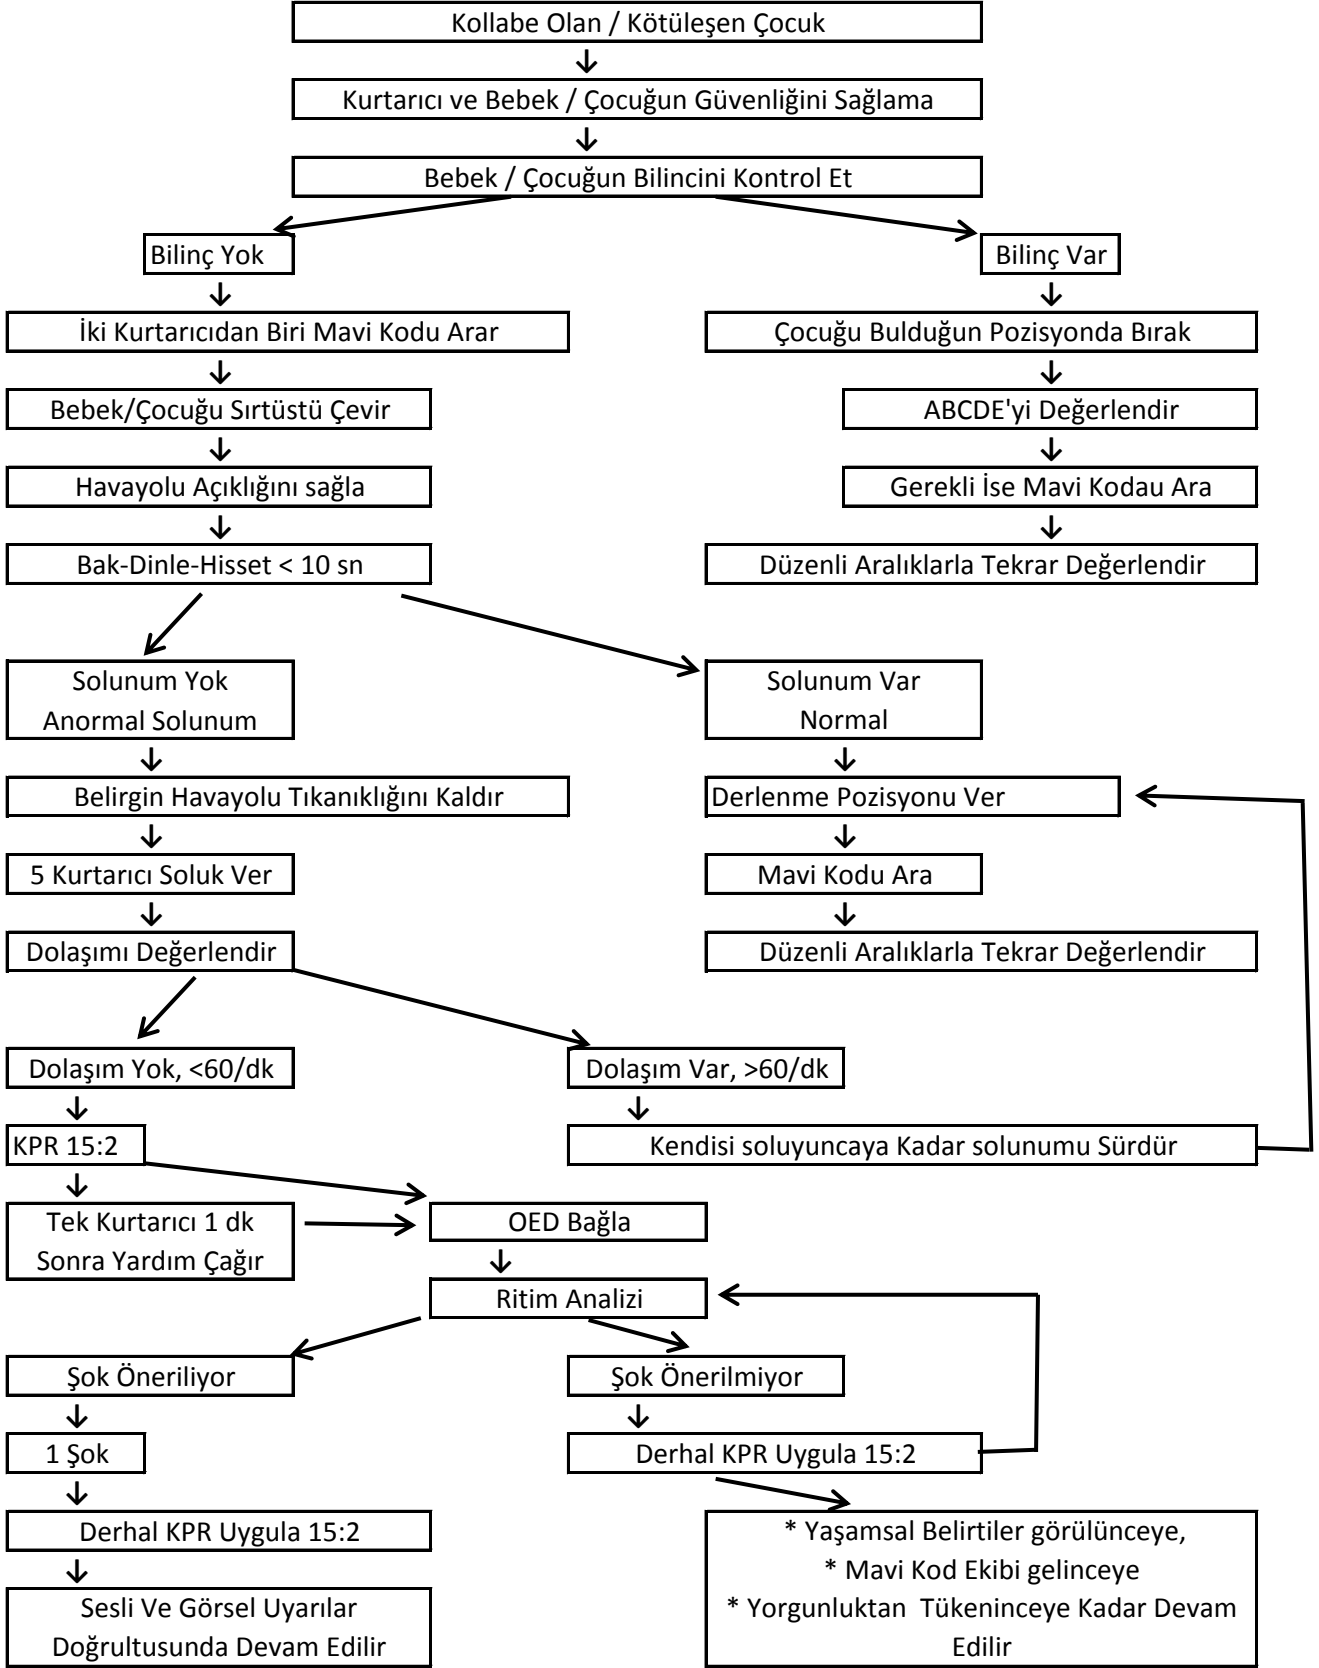 Kollabe Olan / Kötüleşen Çocuk
Kurtarıcı ve Bebek / Çocuğun Güvenliğini Sağlama
Bebek / Çocuğun Bilincini Kontrol Et
Bilinç Yok
Bilinç Var
İki Kurtarıcıdan Biri Mavi Kodu Arar
Çocuğu Bulduğun Pozisyonda Bırak
Bebek/Çocuğu Sırtüstü Çevir
ABCDE'yi Değerlendir
Havayolu Açıklığını sağla
Gerekli İse Mavi Kodau Ara
Bak-Dinle-Hisset < 10 sn
Düzenli Aralıklarla Tekrar Değerlendir
Solunum Yok
Anormal Solunum
Solunum Var
Normal
Belirgin Havayolu Tıkanıklığını Kaldır
Derlenme Pozisyonu Ver
5 Kurtarıcı Soluk Ver
Mavi Kodu Ara
Dolaşımı Değerlendir
Düzenli Aralıklarla Tekrar Değerlendir
Dolaşım Yok, <60/dk
Dolaşım Var, >60/dk
KPR 15:2
Kendisi soluyuncaya Kadar solunumu Sürdür
Tek Kurtarıcı 1 dk
Sonra Yardım Çağır
OED Bağla
Ritim Analizi
Şok Öneriliyor
Şok Önerilmiyor
1 Şok
Derhal KPR Uygula 15:2
Derhal KPR Uygula 15:2
* Yaşamsal Belirtiler görülünceye,
* Mavi Kod Ekibi gelinceye
* Yorgunluktan  Tükeninceye Kadar Devam
Edilir
Sesli Ve Görsel Uyarılar
Doğrultusunda Devam Edilir